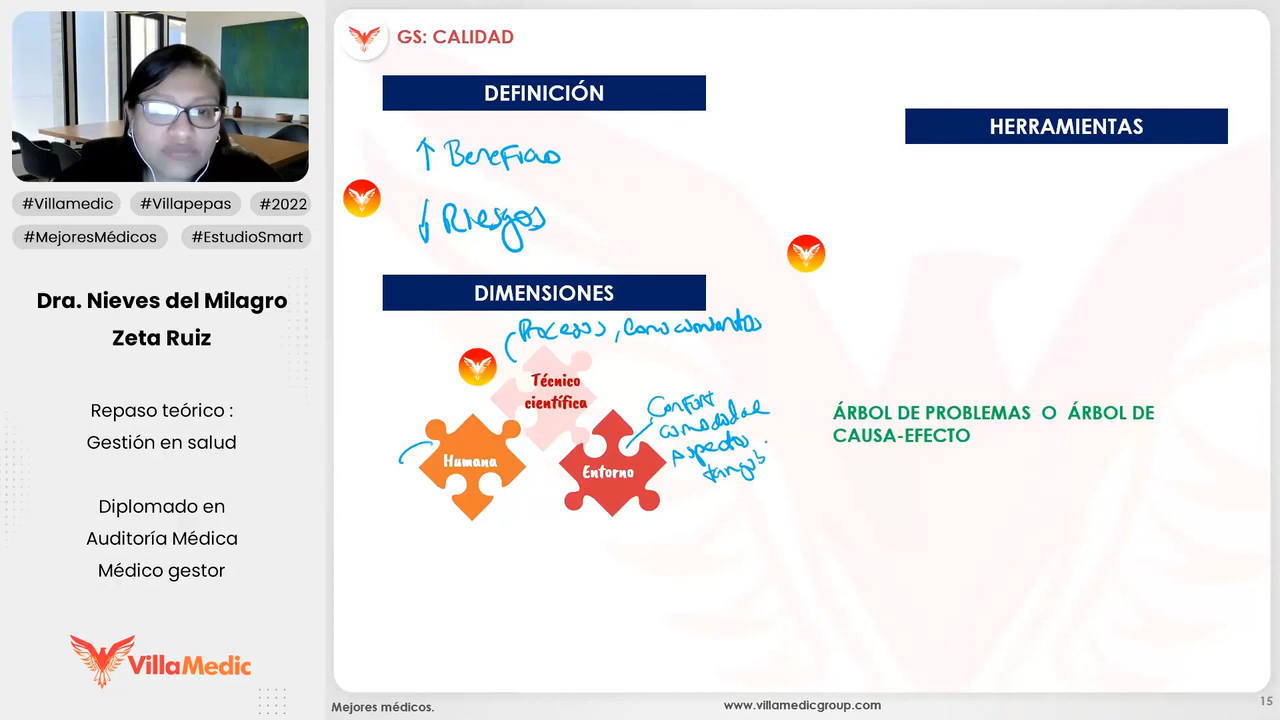 #Villamedic #Villapepas #2022
#MejoresMédicos #EstudioSmart
Dra. Nieves del Milagro
Zeta Ruiz
Repaso teórico :
Gestión en salud
Diplomado en
Auditoría Médica
Médico gestor
VillaMedic
GS: CALIDAD
DEFINICIÓN
↑ Beneficio
↓ Riesgos
DIMENSIONES
Procesos, conocimientos
Técnico
científica
Humana
Entorno
Confort
comodidad
Aspectos
HERRAMIENTAS
ÁRBOL DE PROBLEMAS O ÁRBOL DE
CAUSA-EFECTO
Mejores médicos.
www.villamedicgroup.com
15